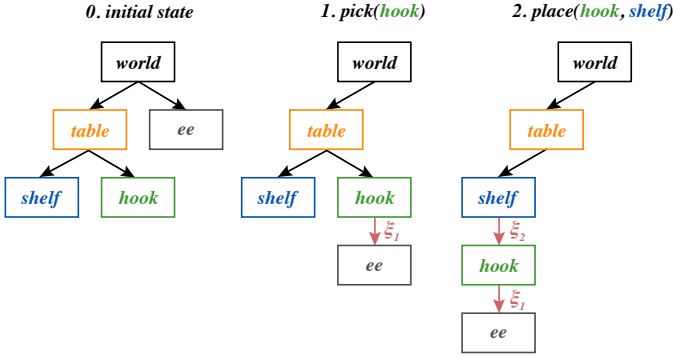 0. initial state
world
table
ee
shelf
hook
1. pick(hook)
world
table
shelf
hook
ξ1
ee
2. place(hook, shelf)
world
table
shelf
ξ2
hook
ξ1
ee